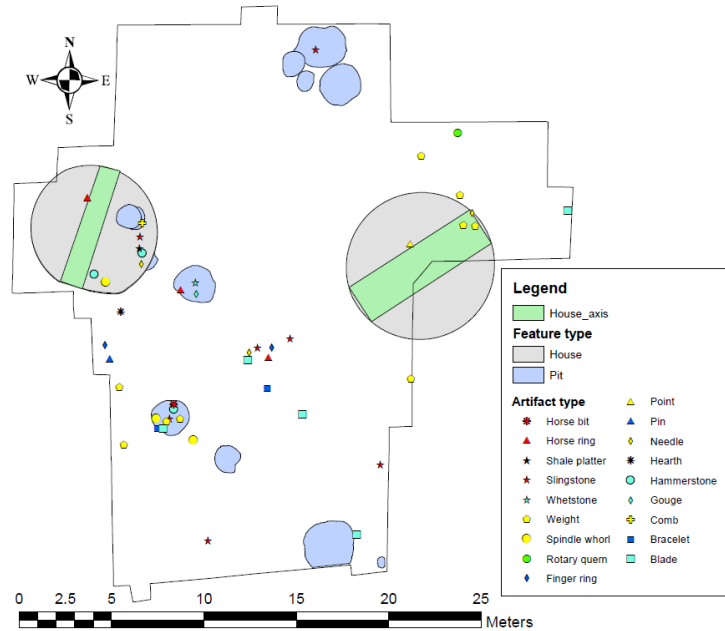 N
W E
S
Legend
House_axis
Feature type
House
Pit
Artifact type
Horse bit
Horse ring
Shale platter
Slingstone
Whetstone
Weight
Spindle whorl
Rotary quern
Finger ring
Point
Pin
Needle
Hearth
Hammerstone
Gouge
Comb
Bracelet
Blade
0 2.5 5 10 15 20 25
Meters